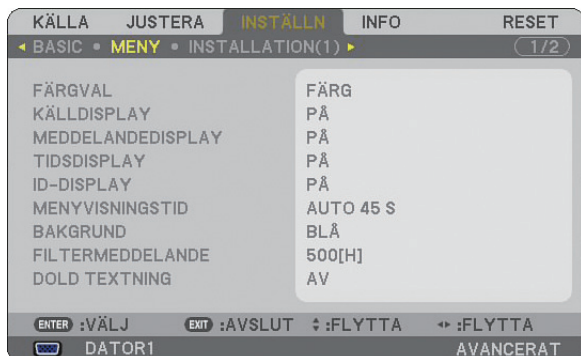 KÄLLA JUSTERA INSTÄLLN INFO RESET
BASIC • MENY • INSTALLATION(1) 1/2
FÄRGVAL FÄRG
KÄLLDISPLAY PÅ
MEDDELANDEDISPLAY PÅ
TIDSDISPLAY PÅ
ID-DISPLAY PÅ
MENYVISNINGSTID AUTO 45 S
BAKGRUND BLÅ
FILTERMEDDELANDE 500[H]
DOLD TEXTNING AV
ENTER :VÄLJ EXIT :AVSLUT :FLYTTA :FLYTTA
DATOR1 AVANCERAT